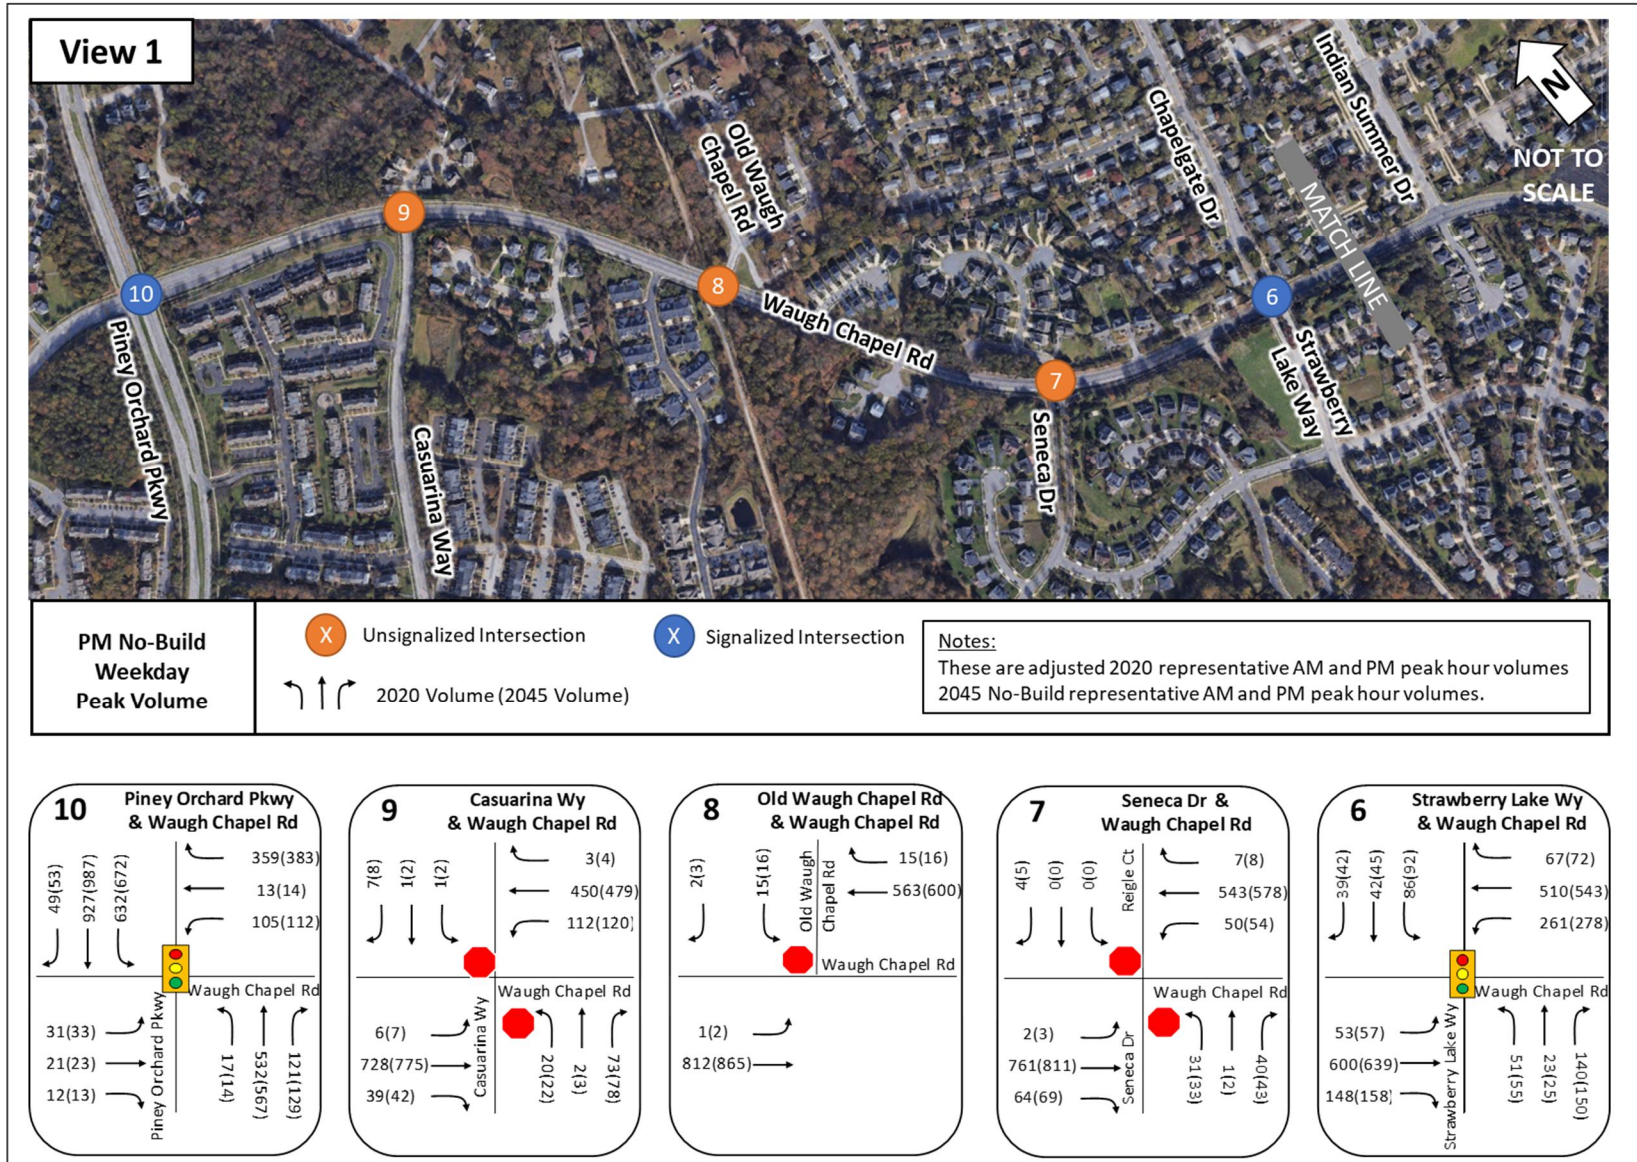 View 1
N
NOT TO
SCALE
Indian Summer Dr
Chapelgate Dr
MATCH LINE
Old Waugh
Chapel Rd
9
10
8
6
7
Waugh Chapel Rd
Strawberry
Lake Way
Seneca Dr
Piney Orchard Pkwy
Casuarina Way
PM No-Build
Weekday
Peak Volume
X Unsignalized Intersection
X Signalized Intersection
2020 Volume (2045 Volume)
Notes:
These are adjusted 2020 representative AM and PM peak hour volumes
2045 No-Build representative AM and PM peak hour volumes.
10
Piney Orchard Pkwy
& Waugh Chapel Rd
49(53)
927(987)
632(672)
359(383)
13(14)
105(112)
Waugh Chapel Rd
Piney Orchard Pkwy
31(33)
21(23)
12(13)
17(14)
532(567)
121(129)
9
Casuarina Wy
& Waugh Chapel Rd
7(8)
1(2)
1(2)
3(4)
450(479)
112(120)
Waugh Chapel Rd
Casuarina Wy
6(7)
728(775)
39(42)
20(22)
2(3)
73(78)
8
Old Waugh Chapel Rd
& Waugh Chapel Rd
2(3)
15(16)
Old Waugh
Chapel Rd
15(16)
563(600)
Waugh Chapel Rd
1(2)
812(865)
7
Seneca Dr &
Waugh Chapel Rd
4(5)
0(0)
0(0)
Reigle Ct
7(8)
543(578)
50(54)
Waugh Chapel Rd
Seneca Dr
2(3)
761(811)
64(69)
31(33)
1(2)
40(43)
6
Strawberry Lake Wy
& Waugh Chapel Rd
39(42)
42(45)
86(92)
67(72)
510(543)
261(278)
Waugh Chapel Rd
Strawberry Lake Wy
53(57)
600(639)
148(158)
51(55)
23(25)
140(150)